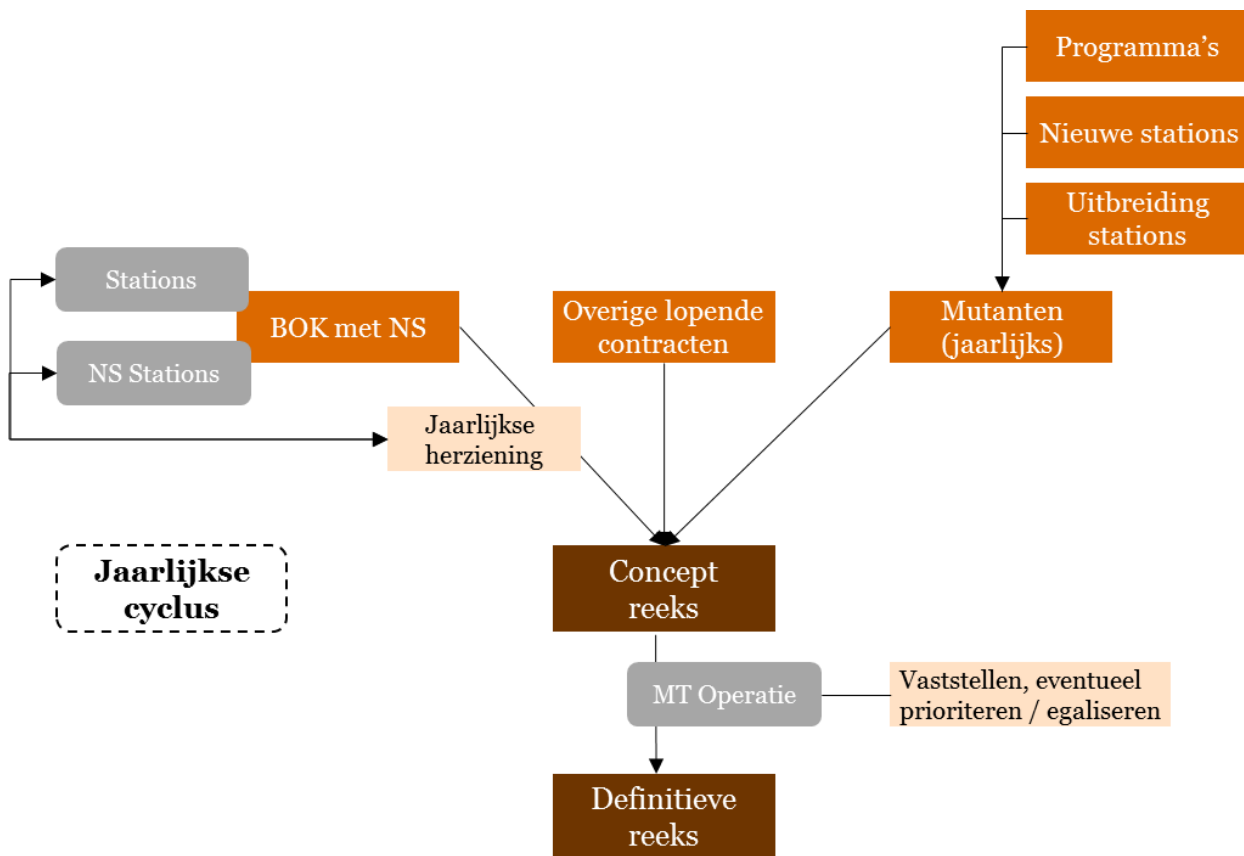 Programma’s
Nieuwe stations
Uitbreiding
stations
Stations
BOK met NS
NS Stations
Overige lopende
contracten
Mutanten
(jaarlijks)
Jaarlijkse
herziening
Jaarlijkse
cyclus
Concept
reeks
MT Operatie
Vaststellen, eventueel
prioriteren / egaliseren
Definitieve
reeks